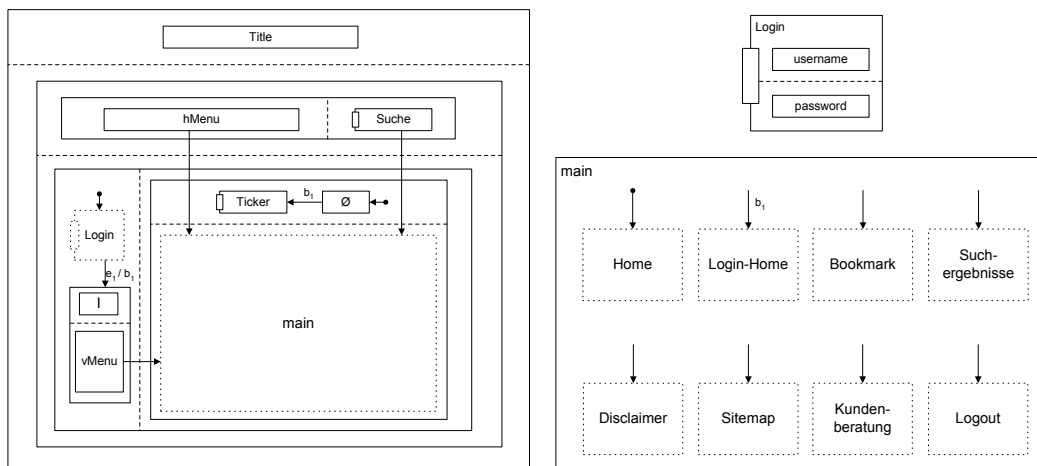 Title
hMenu
Suche
b1
Ticker
Ø
Login
e1 / b1
I
vMenu
main
Login
username
password
main
b1
Home
Login-Home
Bookmark
Such-
ergebnisse
Disclaimer
Sitemap
Kunden-
beratung
Logout